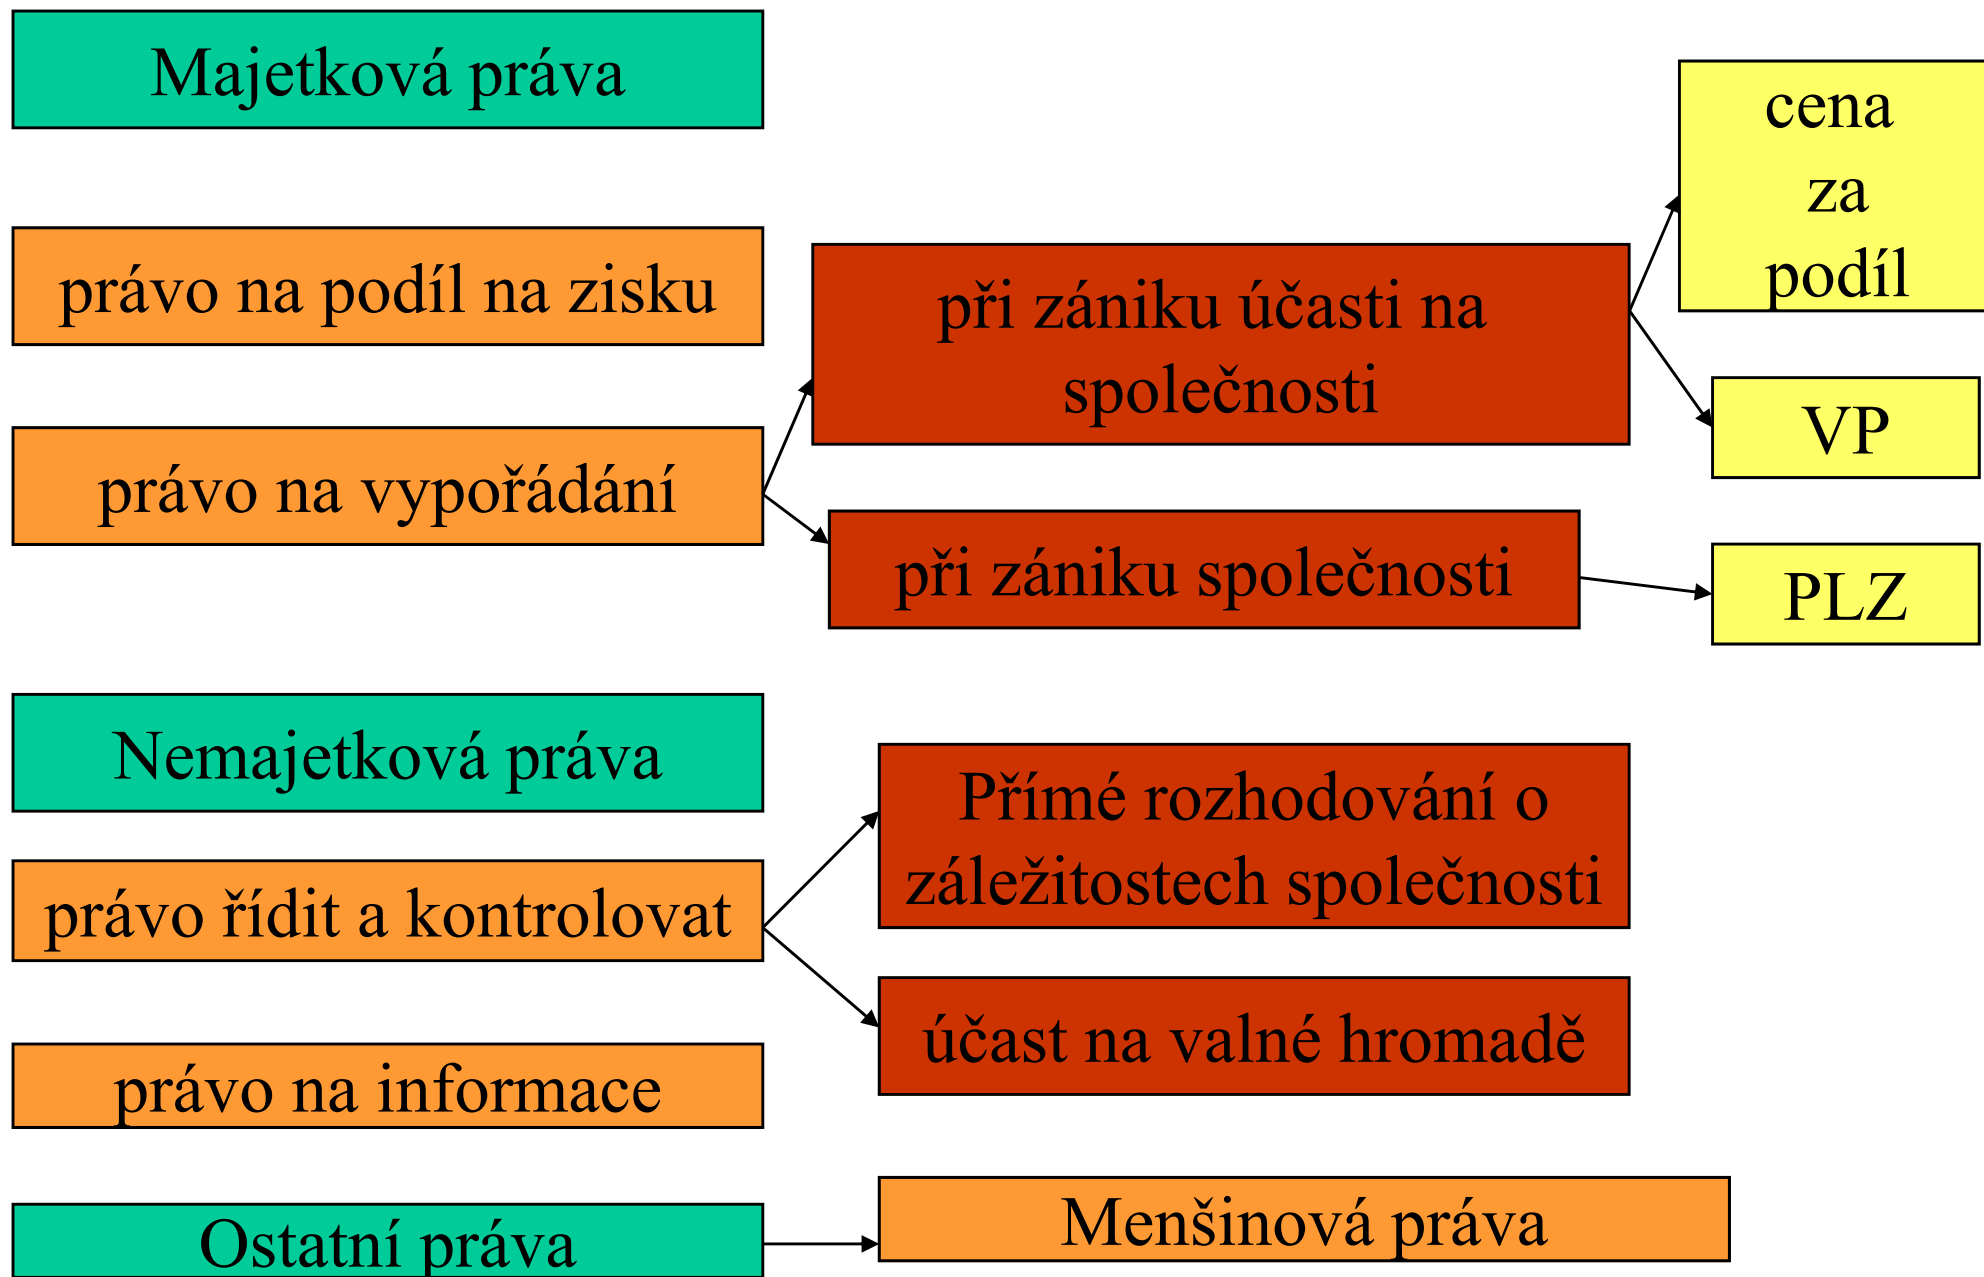 Majetková práva
právo na podíl na zisku
právo na vypořádání
při zániku účasti na
společnosti
při zániku společnosti
cena
za
podíl
VP
PLZ
Nemajetková práva
právo řídit a kontrolovat
Přímé rozhodování o
záležitostech společnosti
účast na valné hromadě
právo na informace
Ostatní práva
Menšinová práva